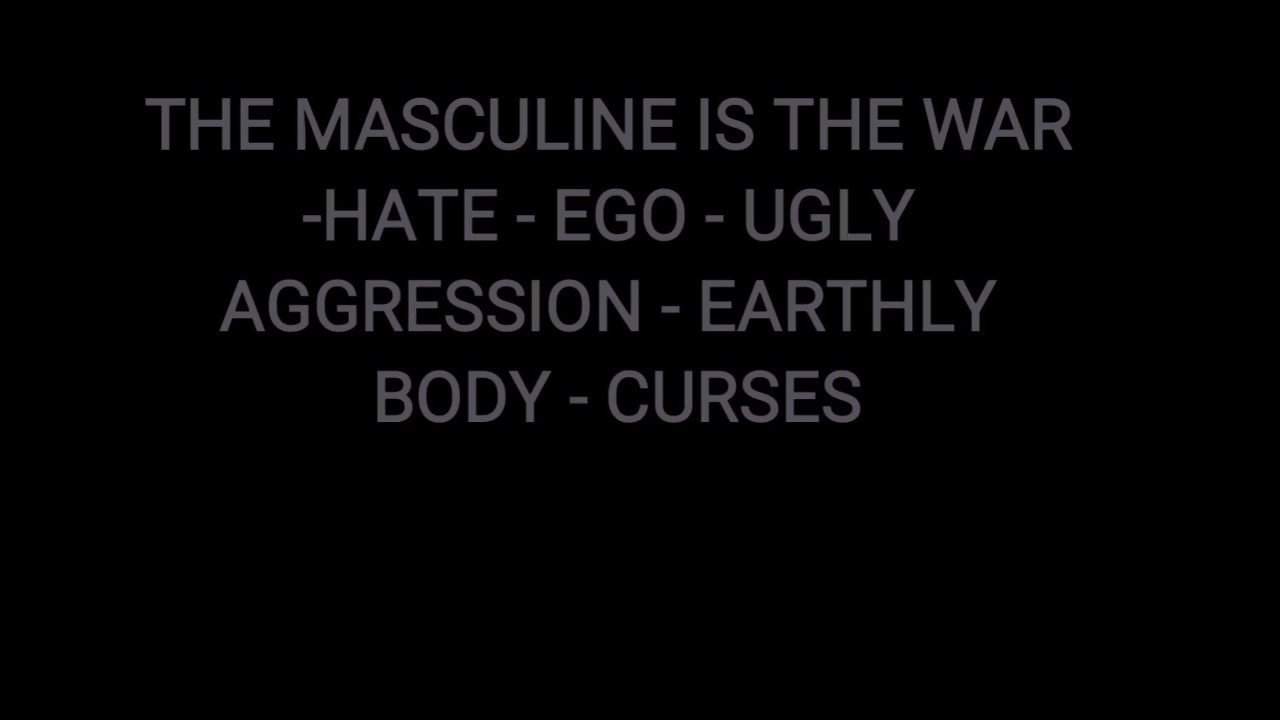 THE MASCULINE IS THE WAR
-HATE - EGO - UGLY
AGGRESSION - EARTHLY
BODY - CURSES